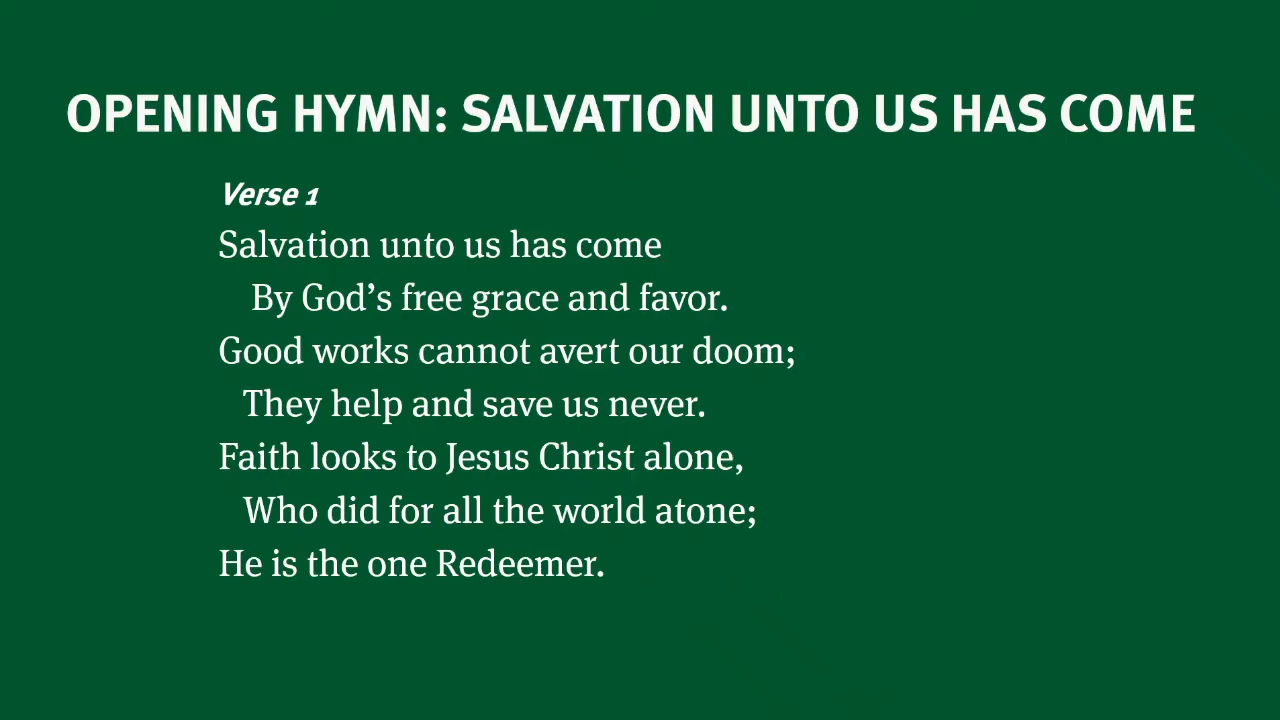 OPENING HYMN: SALVATION UNTO US HAS COME
Verse 1
Salvation unto us has come
By God’s free grace and favor.
Good works cannot avert our doom;
They help and save us never.
Faith looks to Jesus Christ alone,
Who did for all the world atone;
He is the one Redeemer.